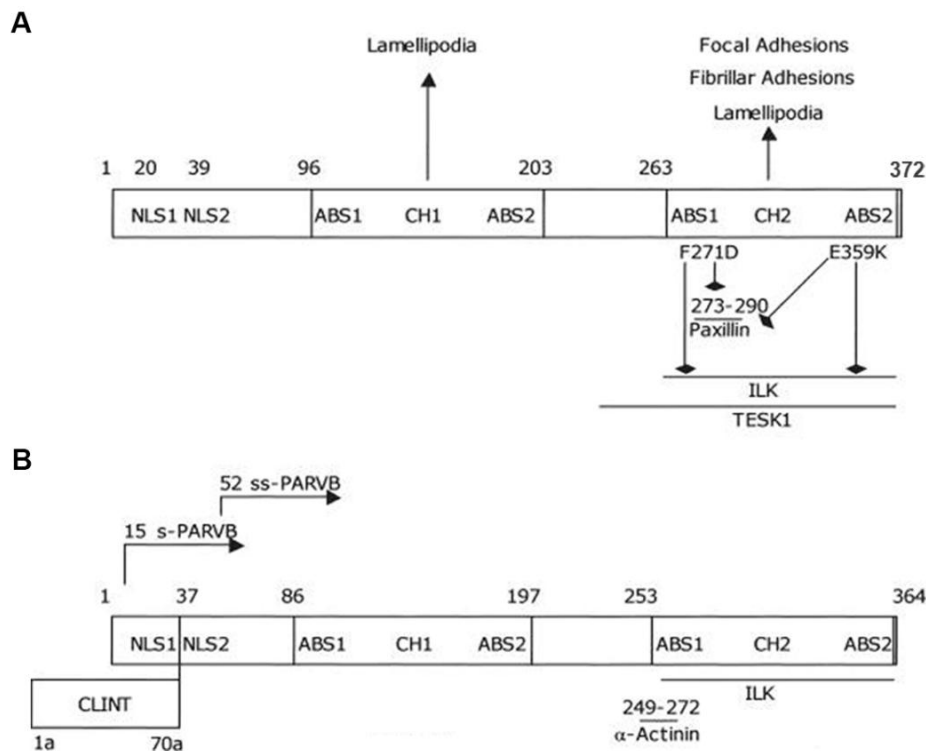 A
Lamellipodia
Focal Adhesions
Fibrillar Adhesions
Lamellipodia
1 20 39 96 203 263 372
NLS1 NLS2 ABS1 CH1 ABS2 ABS1 CH2 ABS2
F271D E359K
273-290
Paxillin
ILK
TESK1
B
52 ss-PARVB
15 s-PARVB
1 37 86 197 253 364
NLS1 NLS2 ABS1 CH1 ABS2 ABS1 CH2 ABS2
CLINT
ILK
249-272
α-Actinin
1a 70a